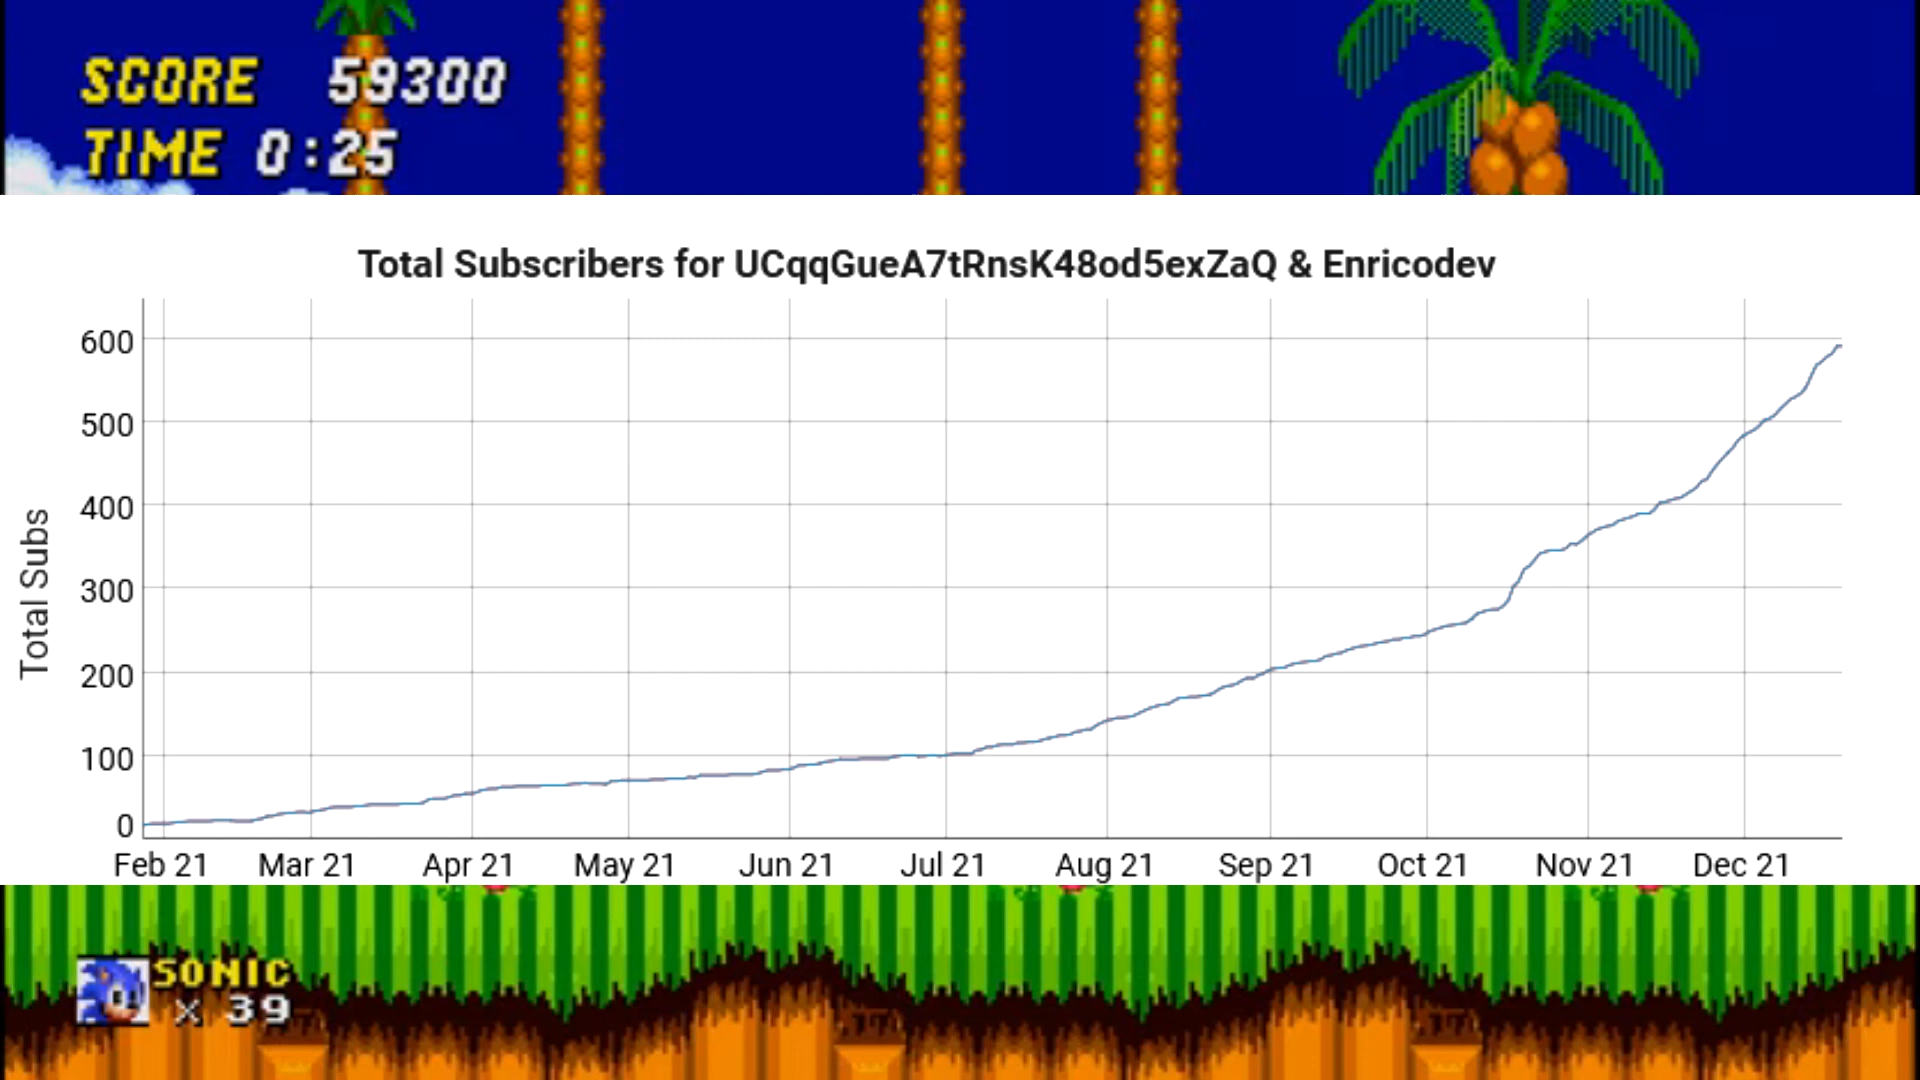 SCORE 59300
TIME 0:25
Total Subscribers for UCqqGueA7tRnsK48od5exZaQ & Enricodev
Total Subs
600
500
400
300
200
100
0
Feb 21 Mar 21 Apr 21 May 21 Jun 21 Jul 21 Aug 21 Sep 21 Oct 21 Nov 21 Dec 21
SONIC
× 39